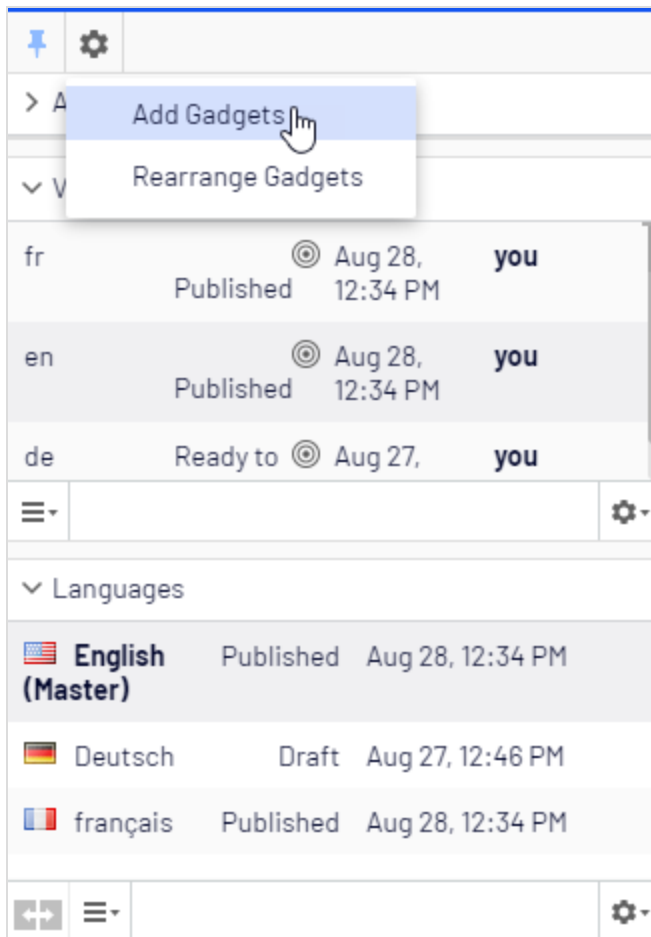 A
Add Gadgets
Rearrange Gadgets
V
fr Published Aug 28, 12:34 PM you
en Published Aug 28, 12:34 PM you
de Ready to Aug 27, you
Languages
English (Master) Published Aug 28, 12:34 PM
Deutsch Draft Aug 27, 12:46 PM
français Published Aug 28, 12:34 PM